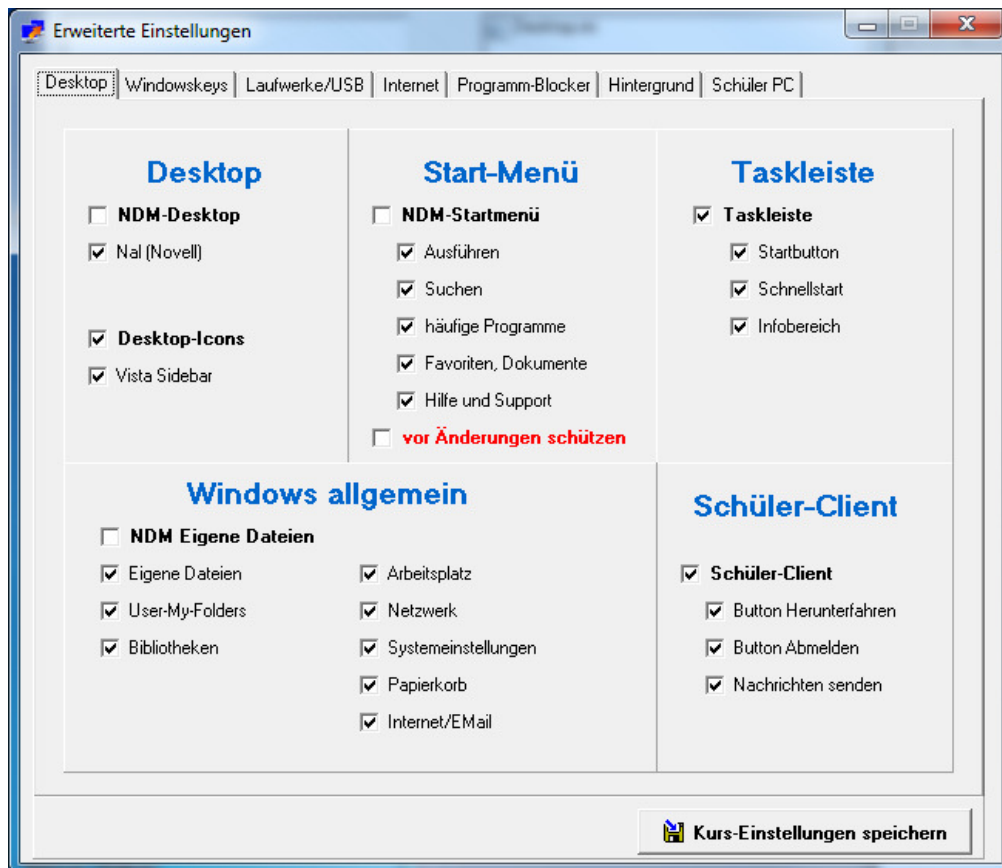 Erweiterte Einstellungen
Desktop Windowskeys Laufwerke/USB Internet Programm-Blocker Hintergrund Schüler PC
Desktop
NDM-Desktop
Nal (Novell)
Desktop-Icons
Vista Sidebar
Start-Menü
NDM-Startmenü
Ausführen
Suchen
häufige Programme
Favoriten, Dokumente
Hilfe und Support
vor Änderungen schützen
Taskleiste
Taskleiste
Startbutton
Schnellstart
Infobereich
Windows allgemein
NDM Eigene Dateien
Eigene Dateien
User-My-Folders
Bibliotheken
Arbeitsplatz
Netzwerk
Systemeinstellungen
Papierkorb
Internet/EMail
Schüler-Client
Schüler-Client
Button Herunterfahren
Button Abmelden
Nachrichten senden
Kurs-Einstellungen speichern